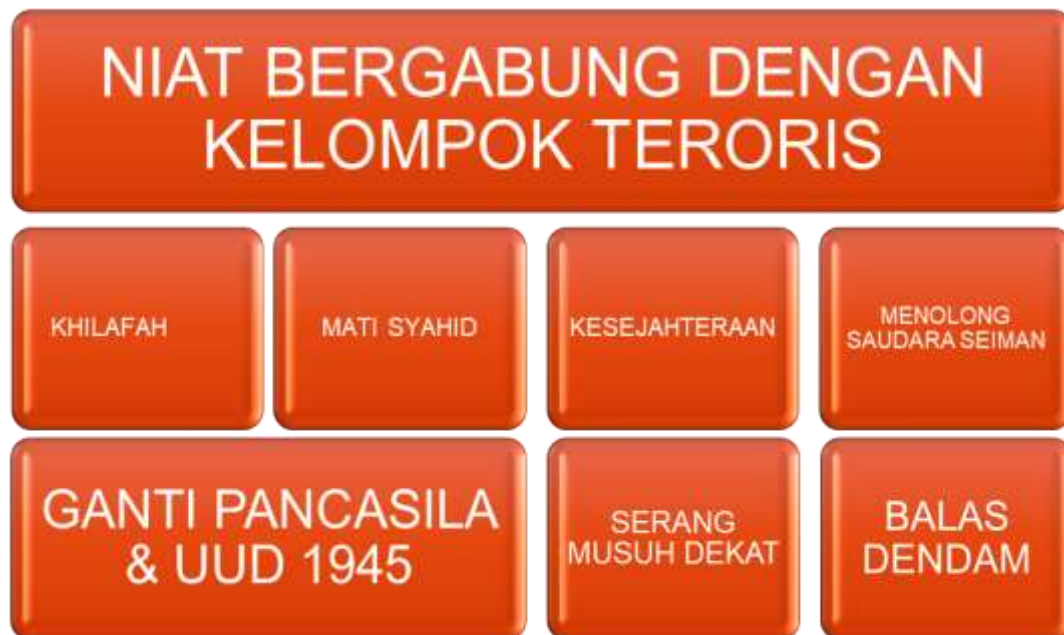 NIAT BERGABUNG DENGAN
KELOMPOK TERORIS
KHILAFAH
MATI SYAHID
KESEJAHTERAAN
MENOLONG
SAUDARA SEIMAN
GANTI PANCASILA
& UUD 1945
SERANG
MUSUH DEKAT
BALAS
DENDAM